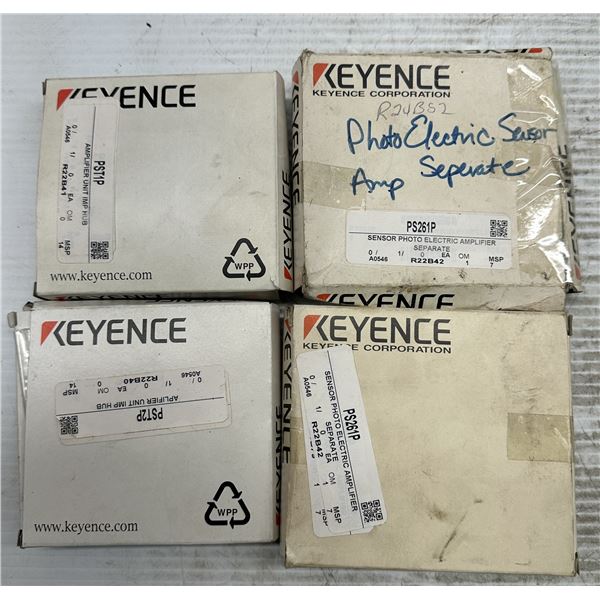 KEYENCE
PST1P
AMPLIFIER UNIT IMP HUB
0 / 1/ 0 EA OM MSP
A0546 R22B41 0 14
www.keyence.com
WPP
KEYENCE
KEYENCE CORPORATION
R22B52
Photo Electric Sensor
Amp Seperate
PS261P
SENSOR PHOTO ELECTRIC AMPLIFIER
SEPARATE
0 / 1/ 0 EA OM MSP
A0546 R22B42 1 7
KEYENCE
PST2P
APLIFIER UNIT IMP HUB
0 / 1/ 0 EA OM MSP
A0546 R22B40 0 14
www.keyence.com
WPP
KEYENCE
KEYENCE
KEYENCE CORPORATION
PS261P
SENSOR PHOTO ELECTRIC AMPLIFIER
SEPARATE
0 / 1/ 0 EA OM MSP
A0546 R22B42 1 7